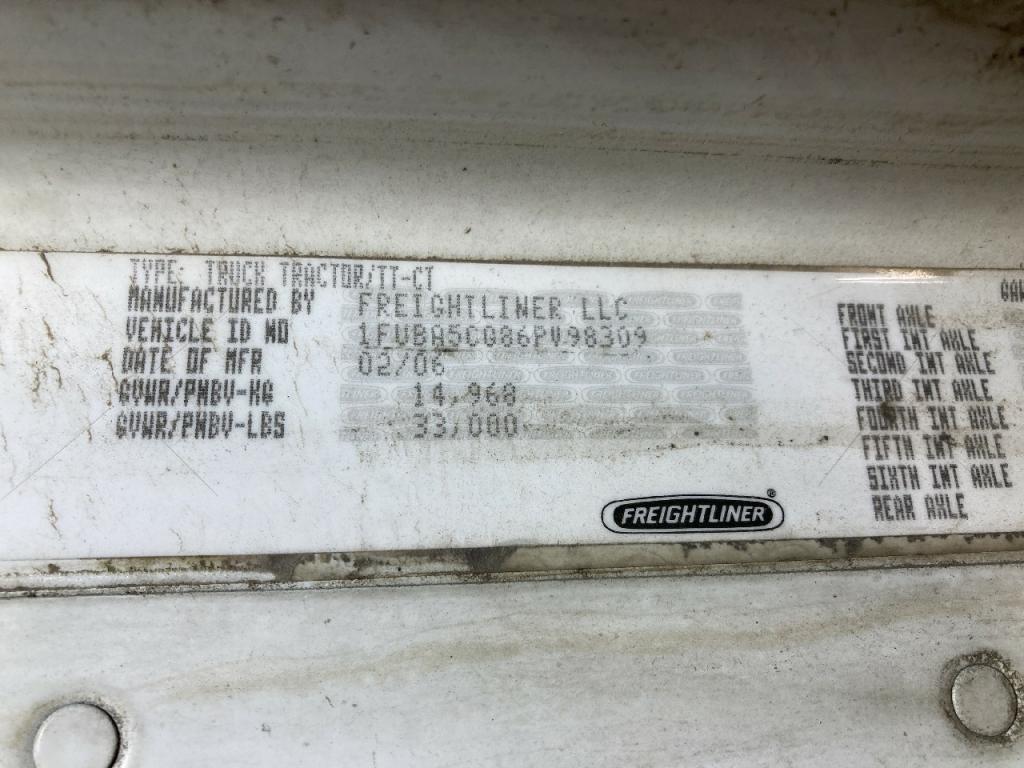 TYPE: TRUCK TRACTOR/TT-CT
MANUFACTURED BY FREIGHTLINER LLC
VEHICLE ID NO 1FUBA5CG86PV98309
DATE OF MFR 02/06
GVWR/PNBV-KG 14,968
GVWR/PNBV-LBS 33,000
FREIGHTLINER®
FRONT AXLE
FIRST INT AXLE
SECOND INT AXLE
THIRD INT AXLE
FOURTH INT AXLE
FIFTH INT AXLE
SIXTH INT AXLE
REAR AXLE